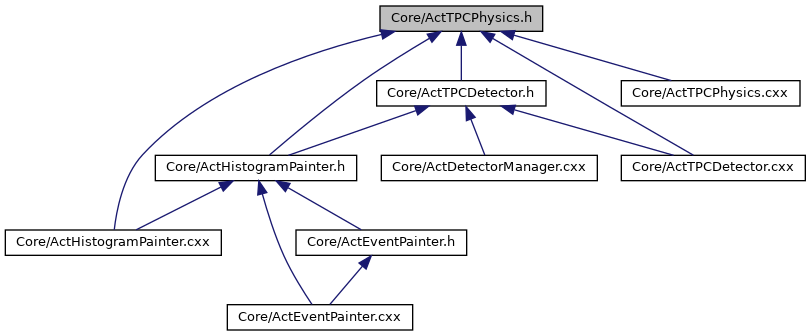 Core/ActTPCPhysics.h
Core/ActTPCDetector.h
Core/ActTPCPhysics.cxx
Core/ActHistogramPainter.h
Core/ActDetectorManager.cxx
Core/ActTPCDetector.cxx
Core/ActHistogramPainter.cxx
Core/ActEventPainter.h
Core/ActEventPainter.cxx